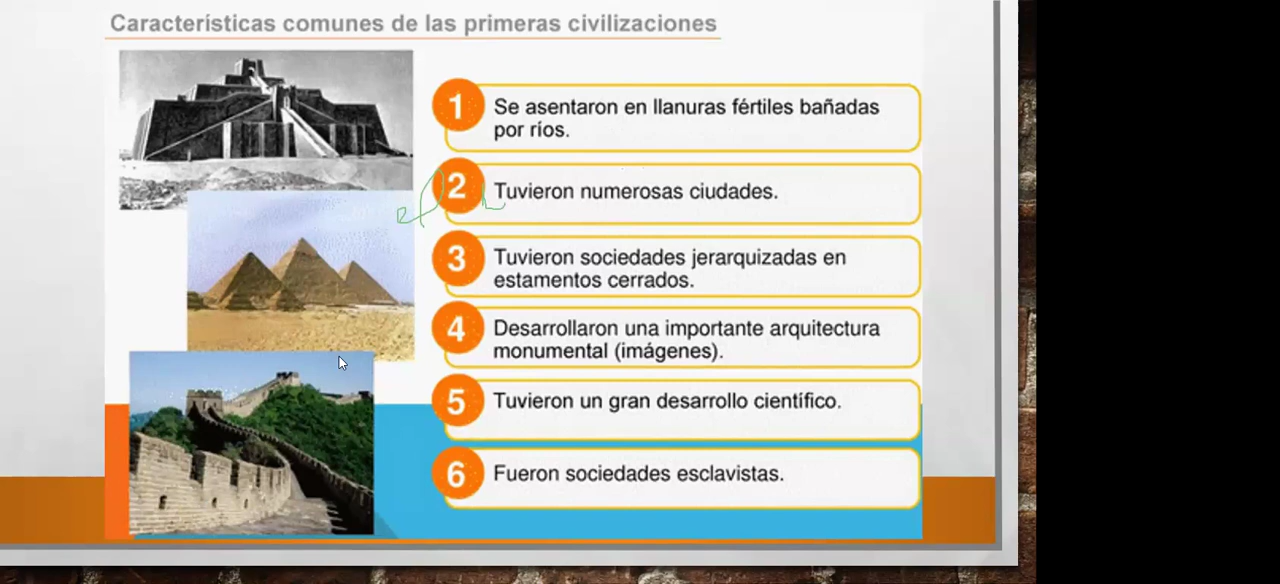 Características comunes de las primeras civilizaciones
1
Se asentaron en llanuras fértiles bañadas
por ríos.
2
Tuvieron numerosas ciudades.
3
Tuvieron sociedades jerarquizadas en
estamentos cerrados.
4
Desarrollaron una importante arquitectura
monumental (imágenes).
5
Tuvieron un gran desarrollo científico.
6
Fueron sociedades esclavistas.